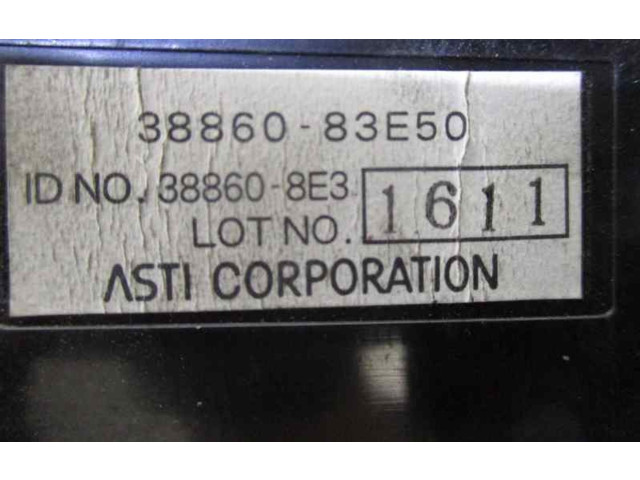 38860-83E50
ID NO. 38860-8E3
LOT NO. 1611
ASTI CORPORATION